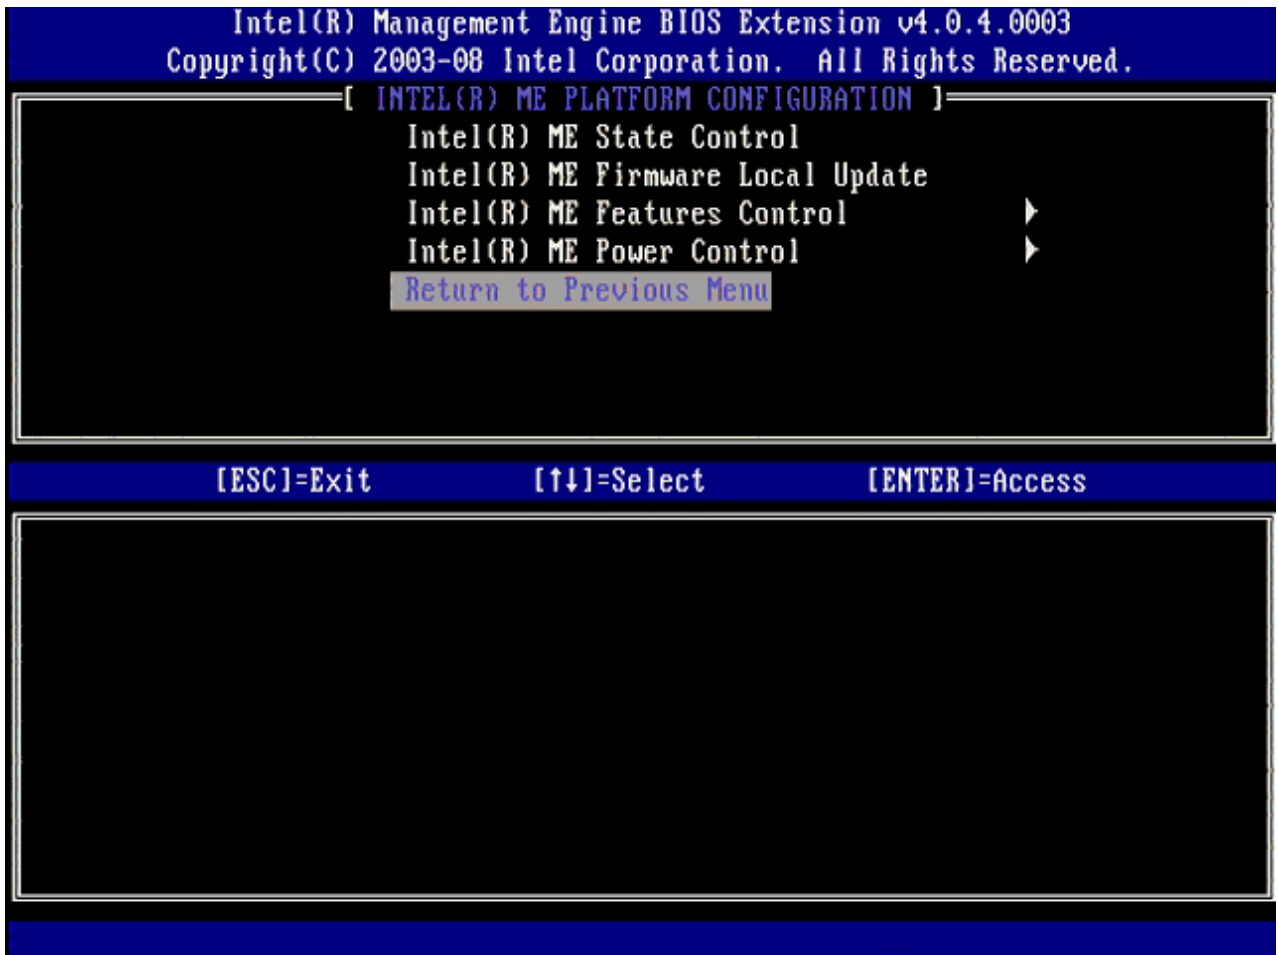 Intel(R) Management Engine BIOS Extension v4.0.4.0003
Copyright(C) 2003-08 Intel Corporation. All Rights Reserved.
[ INTEL(R) ME PLATFORM CONFIGURATION ]
Intel(R) ME State Control
Intel(R) ME Firmware Local Update
Intel(R) ME Features Control ►
Intel(R) ME Power Control ►
Return to Previous Menu
[ESC]=Exit [↑↓]=Select [ENTER]=Access